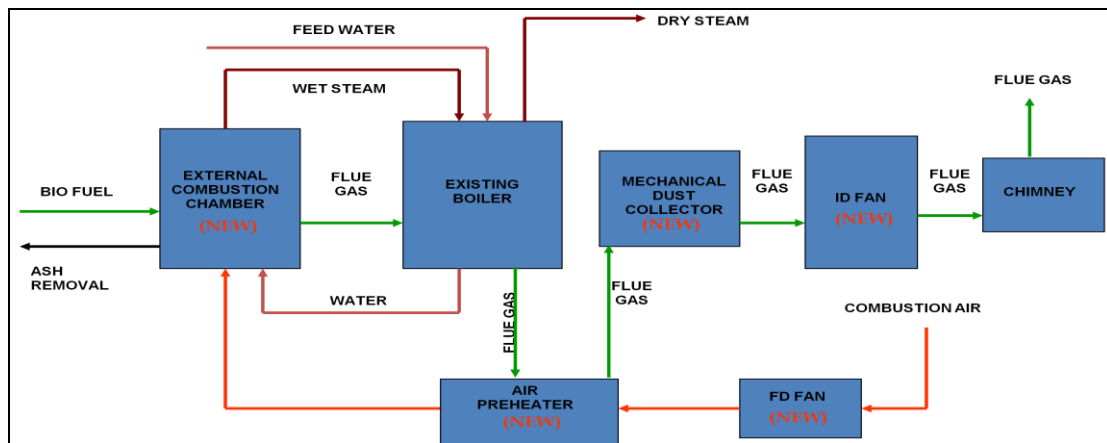 DRY STEAM
FEED WATER
WET STEAM
FLUE GAS
EXTERNAL
COMBUSTION
CHAMBER
(NEW)
BIO FUEL
ASH
REMOVAL
FLUE
GAS
EXISTING
BOILER
WATER
FLUE GAS
MECHANICAL
DUST
COLLECTOR
(NEW)
FLUE
GAS
FLUE
GAS
ID FAN
(NEW)
FLUE
GAS
CHIMNEY
COMBUSTION AIR
AIR
PREHEATER
(NEW)
FD FAN
(NEW)